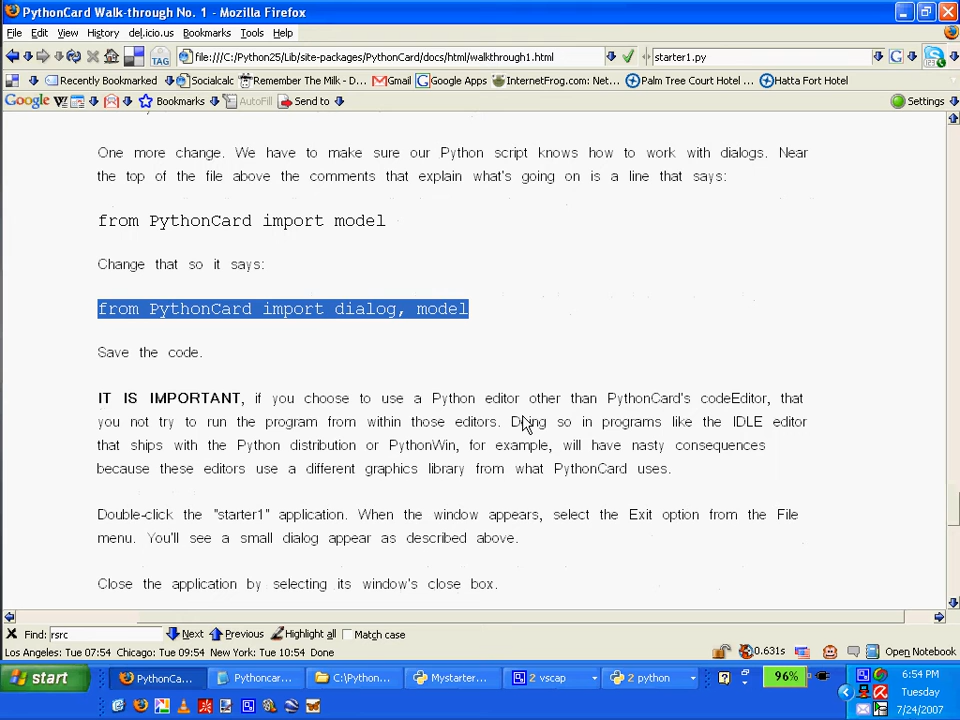 PythonCard Walk-through No. 1 - Mozilla Firefox
File Edit View History del.icio.us Bookmarks Tools Help
TAG file:///C:/Python25/Lib/site-packages/PythonCard/docs/html/walkthrough1.html starter1.py
Recently Bookmarked Socialcalc Remember The Milk - D... Gmail Google Apps InternetFrog.com: Net... Palm Tree Court Hotel ... Hatta Fort Hotel
Google Bookmarks AutoFill Send to Settings
One more change. We have to make sure our Python script knows how to work with dialogs. Near
the top of the file above the comments that explain what's going on is a line that says:
from PythonCard import model
Change that so it says:
from PythonCard import dialog, model
Save the code.
IT IS IMPORTANT, if you choose to use a Python editor other than PythonCard's codeEditor, that
you not try to run the program from within those editors. Doing so in programs like the IDLE editor
that ships with the Python distribution or PythonWin, for example, will have nasty consequences
because these editors use a different graphics library from what PythonCard uses.
Double-click the "starter1" application. When the window appears, select the Exit option from the File
menu. You'll see a small dialog appear as described above.
Close the application by selecting its window's close box.
Find: rsrc Next Previous Highlight all Match case
Los Angeles: Tue 07:54 Chicago: Tue 09:54 New York: Tue 10:54 Done 0.631s Open Notebook
start PythonCa... Pythoncar... C:\Python... Mystarter... 2 vscap 2 python 96% 6:54 PM
Tuesday
7/24/2007